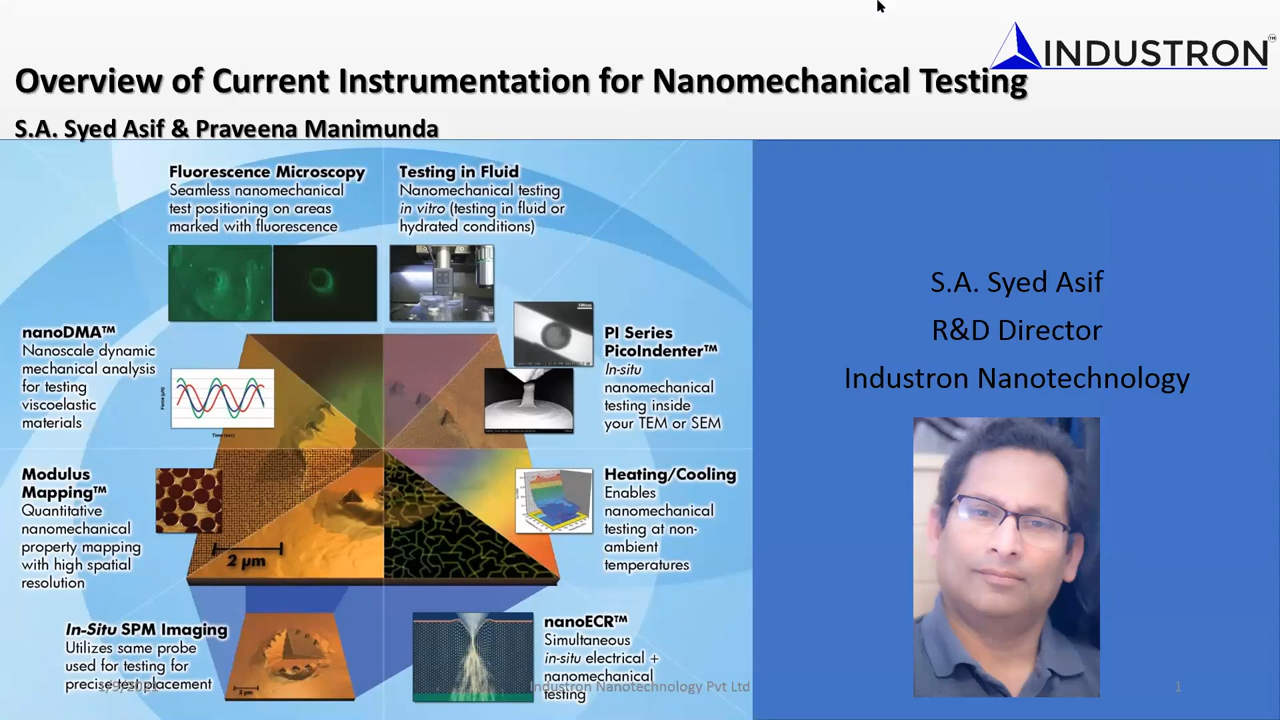 INDUSTRON™
Overview of Current Instrumentation for Nanomechanical Testing
S.A. Syed Asif & Praveena Manimunda
Fluorescence Microscopy
Seamless nanomechanical
test positioning on areas
marked with fluorescence
Testing in Fluid
Nanomechanical testing
in vitro (testing in fluid or
hydrated conditions)
nanoDMA™
Nanoscale dynamic
mechanical analysis
for testing
viscoelastic
materials
PI Series
PicoIndenter™
In-situ
nanomechanical
testing inside
your TEM or SEM
Modulus
Mapping™
Quantitative
nanomechanical
property mapping
with high spatial
resolution
Heating/Cooling
Enables
nanomechanical
testing at non-
ambient
temperatures
2 µm
In-Situ SPM Imaging
Utilizes same probe
used for testing for
precise test placement
nanoECR™
Simultaneous
in-situ electrical +
nanomechanical
testing
Industron Nanotechnology Pvt Ltd
S.A. Syed Asif
R&D Director
Industron Nanotechnology
1